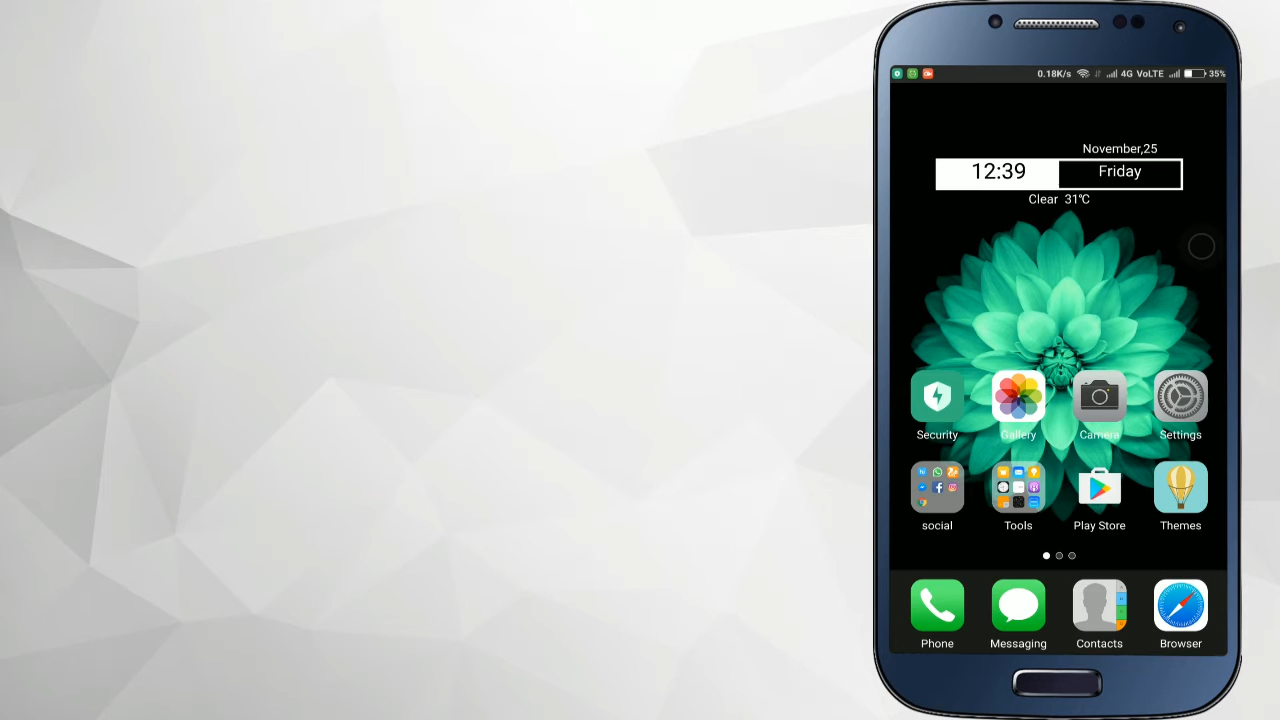 0.18K/s 4G VoLTE 35%
November,25
12:39 Friday
Clear 31℃
Security Gallery Camera Settings
social Tools Play Store Themes
Phone Messaging Contacts Browser